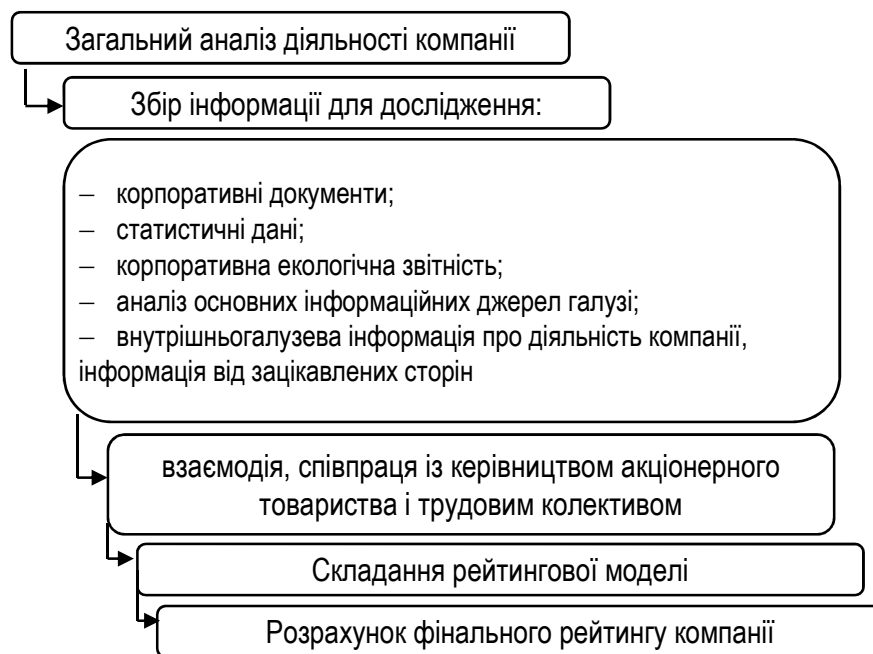 Загальний аналіз діяльності компанії
Збір інформації для дослідження:
– корпоративні документи;
– статистичні дані;
– корпоративна екологічна звітність;
– аналіз основних інформаційних джерел галузі;
– внутрішньогалузева інформація про діяльність компанії,
інформація від зацікавлених сторін
взаємодія, співпраця із керівництвом акціонерного
товариства і трудовим колективом
Складання рейтингової моделі
Розрахунок фінального рейтингу компанії